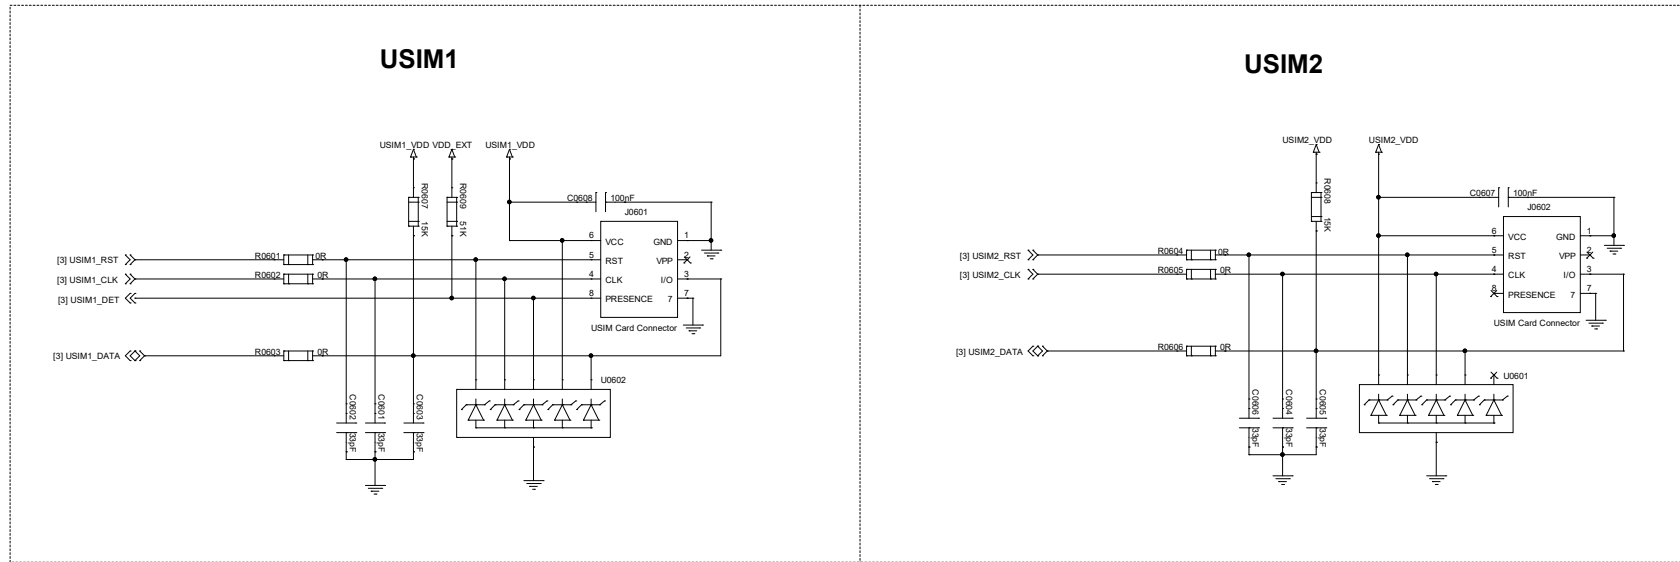 USIM1
USIM1_VDD VDD_EXT USIM1_VDD
R0607
15K
R0609
51K
C0608 100nF
J0601
6 VCC GND 1
[3] USIM1_RST R0601 0R 5 RST VPP 2
[3] USIM1_CLK R0602 0R 4 CLK I/O 3
[3] USIM1_DET 8 PRESENCE 7 7
USIM Card Connector
[3] USIM1_DATA R0603 0R
U0602
C0602
33pF
C0601
33pF
C0603
33pF
USIM2
USIM2_VDD USIM2_VDD
R0608
15K
C0607 100nF
J0602
6 VCC GND 1
[3] USIM2_RST R0604 0R 5 RST VPP 2
[3] USIM2_CLK R0605 0R 4 CLK I/O 3
8 PRESENCE 7 7
USIM Card Connector
[3] USIM2_DATA R0606 0R
U0601
C0606
33pF
C0604
33pF
C0605
33pF